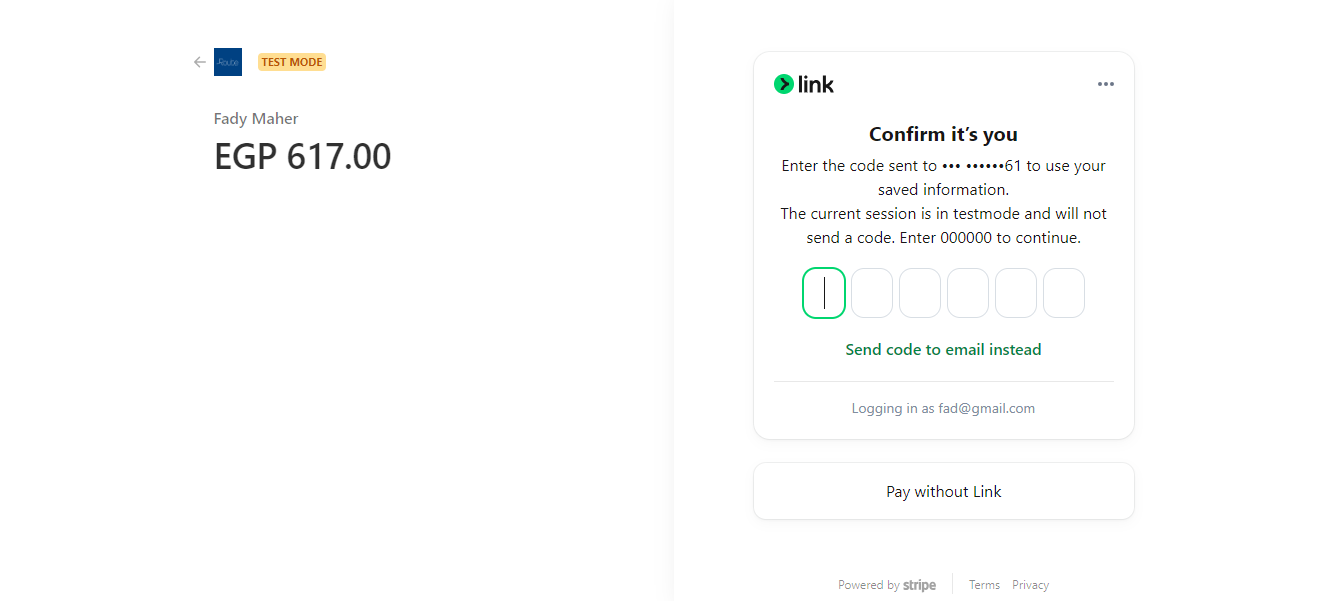 Route
TEST MODE
Fady Maher
EGP 617.00
link
Confirm it’s you
Enter the code sent to ••• ••••••61 to use your
saved information.
The current session is in testmode and will not
send a code. Enter 000000 to continue.
Send code to email instead
Logging in as fad@gmail.com
Pay without Link
Powered by stripe
Terms
Privacy